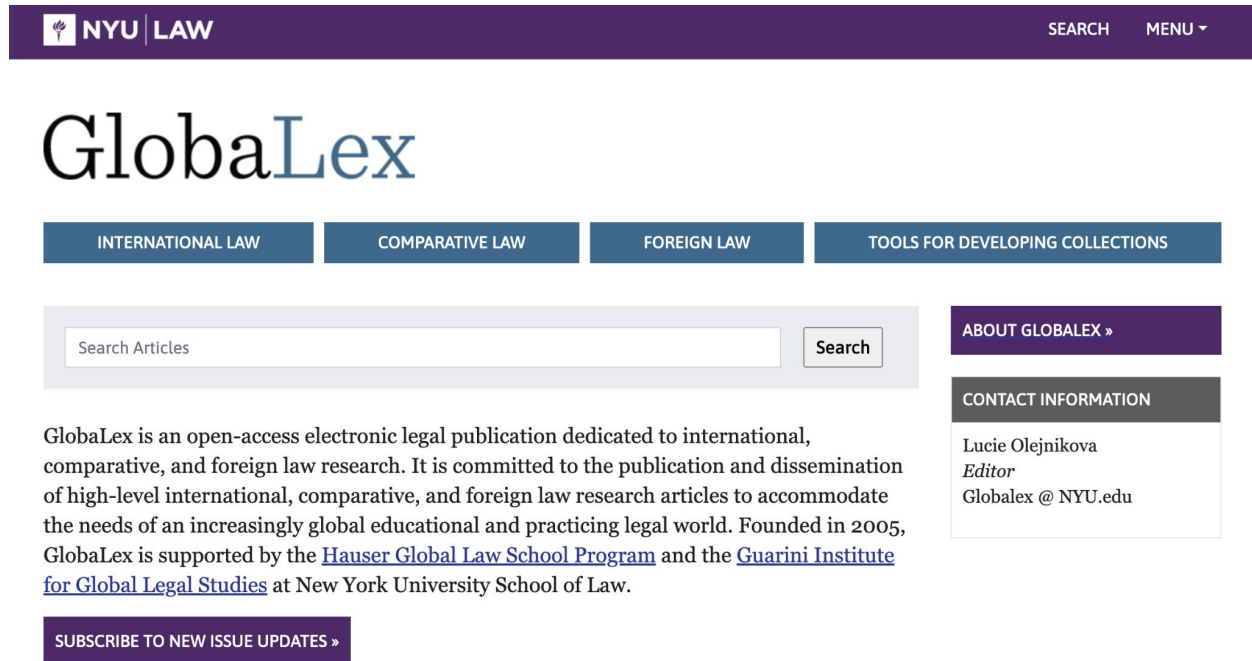 NYU LAW
SEARCH MENU
GlobaLex
INTERNATIONAL LAW COMPARATIVE LAW FOREIGN LAW TOOLS FOR DEVELOPING COLLECTIONS
Search Articles Search
GlobaLex is an open-access electronic legal publication dedicated to international,
comparative, and foreign law research. It is committed to the publication and dissemination
of high-level international, comparative, and foreign law research articles to accommodate
the needs of an increasingly global educational and practicing legal world. Founded in 2005,
GlobaLex is supported by the Hauser Global Law School Program and the Guarini Institute
for Global Legal Studies at New York University School of Law.
SUBSCRIBE TO NEW ISSUE UPDATES »
ABOUT GLOBALEX »
CONTACT INFORMATION
Lucie Olejnikova
Editor
Globalex @ NYU.edu